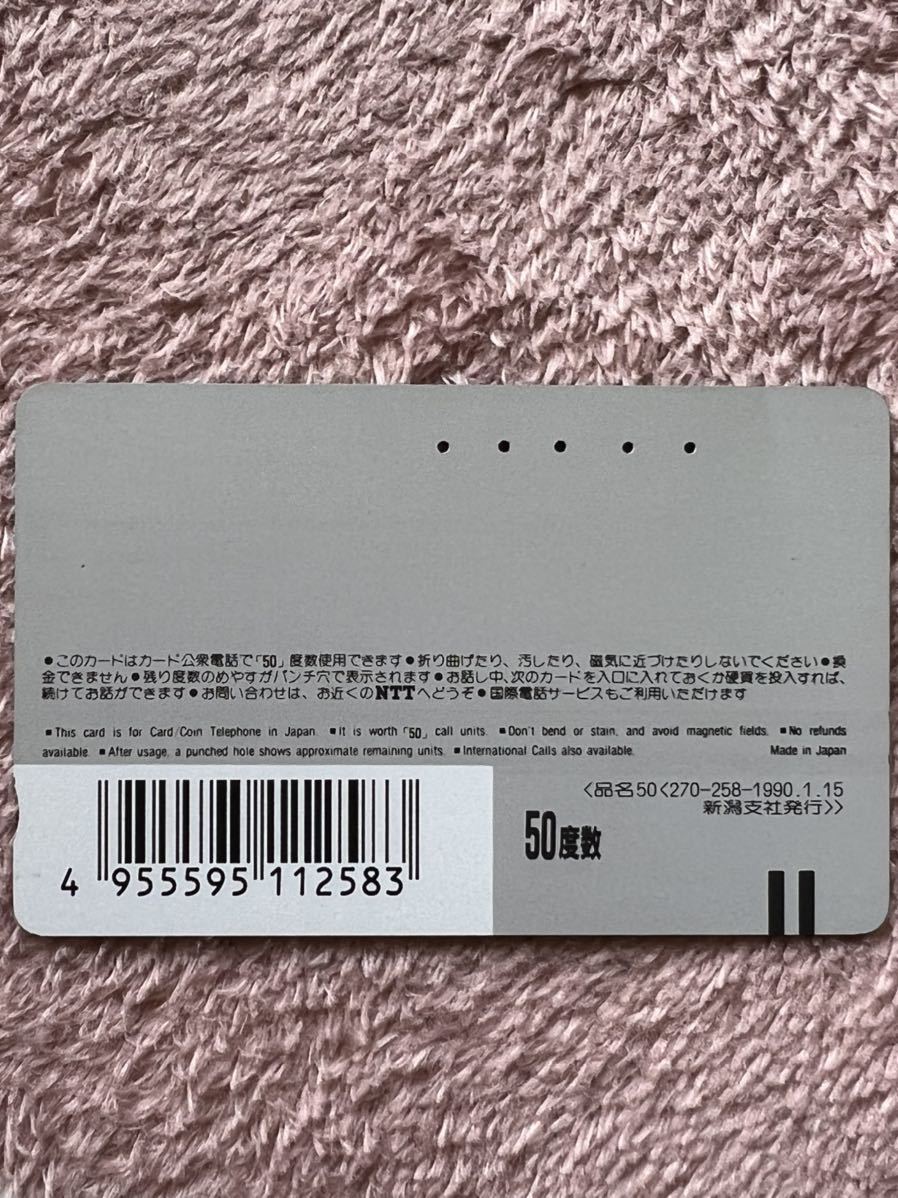 ●このカードはカード公衆電話で「50」度数使用できます●折り曲げたり、汚したり、磁気に近づけたりしないでください●換
金できません●残り度数のめやすがパンチ穴で表示されます●お話し中、次のカードを入口に入れておくか硬貨を投入すれば、
続けてお話ができます●お問い合わせは、お近くのNTTへどうぞ●国際電話サービスもご利用いただけます
■This card is for Card/Coin Telephone in Japan. ■It is worth「50」call units. ■Don't bend or stain, and avoid magnetic fields. ■No refunds
available. ■After usage, a punched hole shows approximate remaining units. ■International Calls also available. Made in Japan
〈品名50〈270-258-1990.1.15
新潟支社発行〉〉
50度数
4 955595 112583